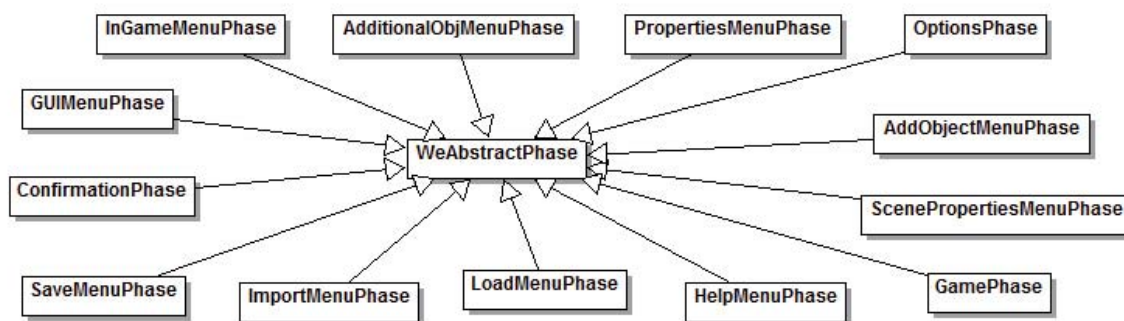 InGameMenuPhase
AdditionalObjMenuPhase
PropertiesMenuPhase
OptionsPhase
GUIMenuPhase
WeAbstractPhase
AddObjectMenuPhase
ConfirmationPhase
ScenePropertiesMenuPhase
SaveMenuPhase
ImportMenuPhase
LoadMenuPhase
HelpMenuPhase
GamePhase